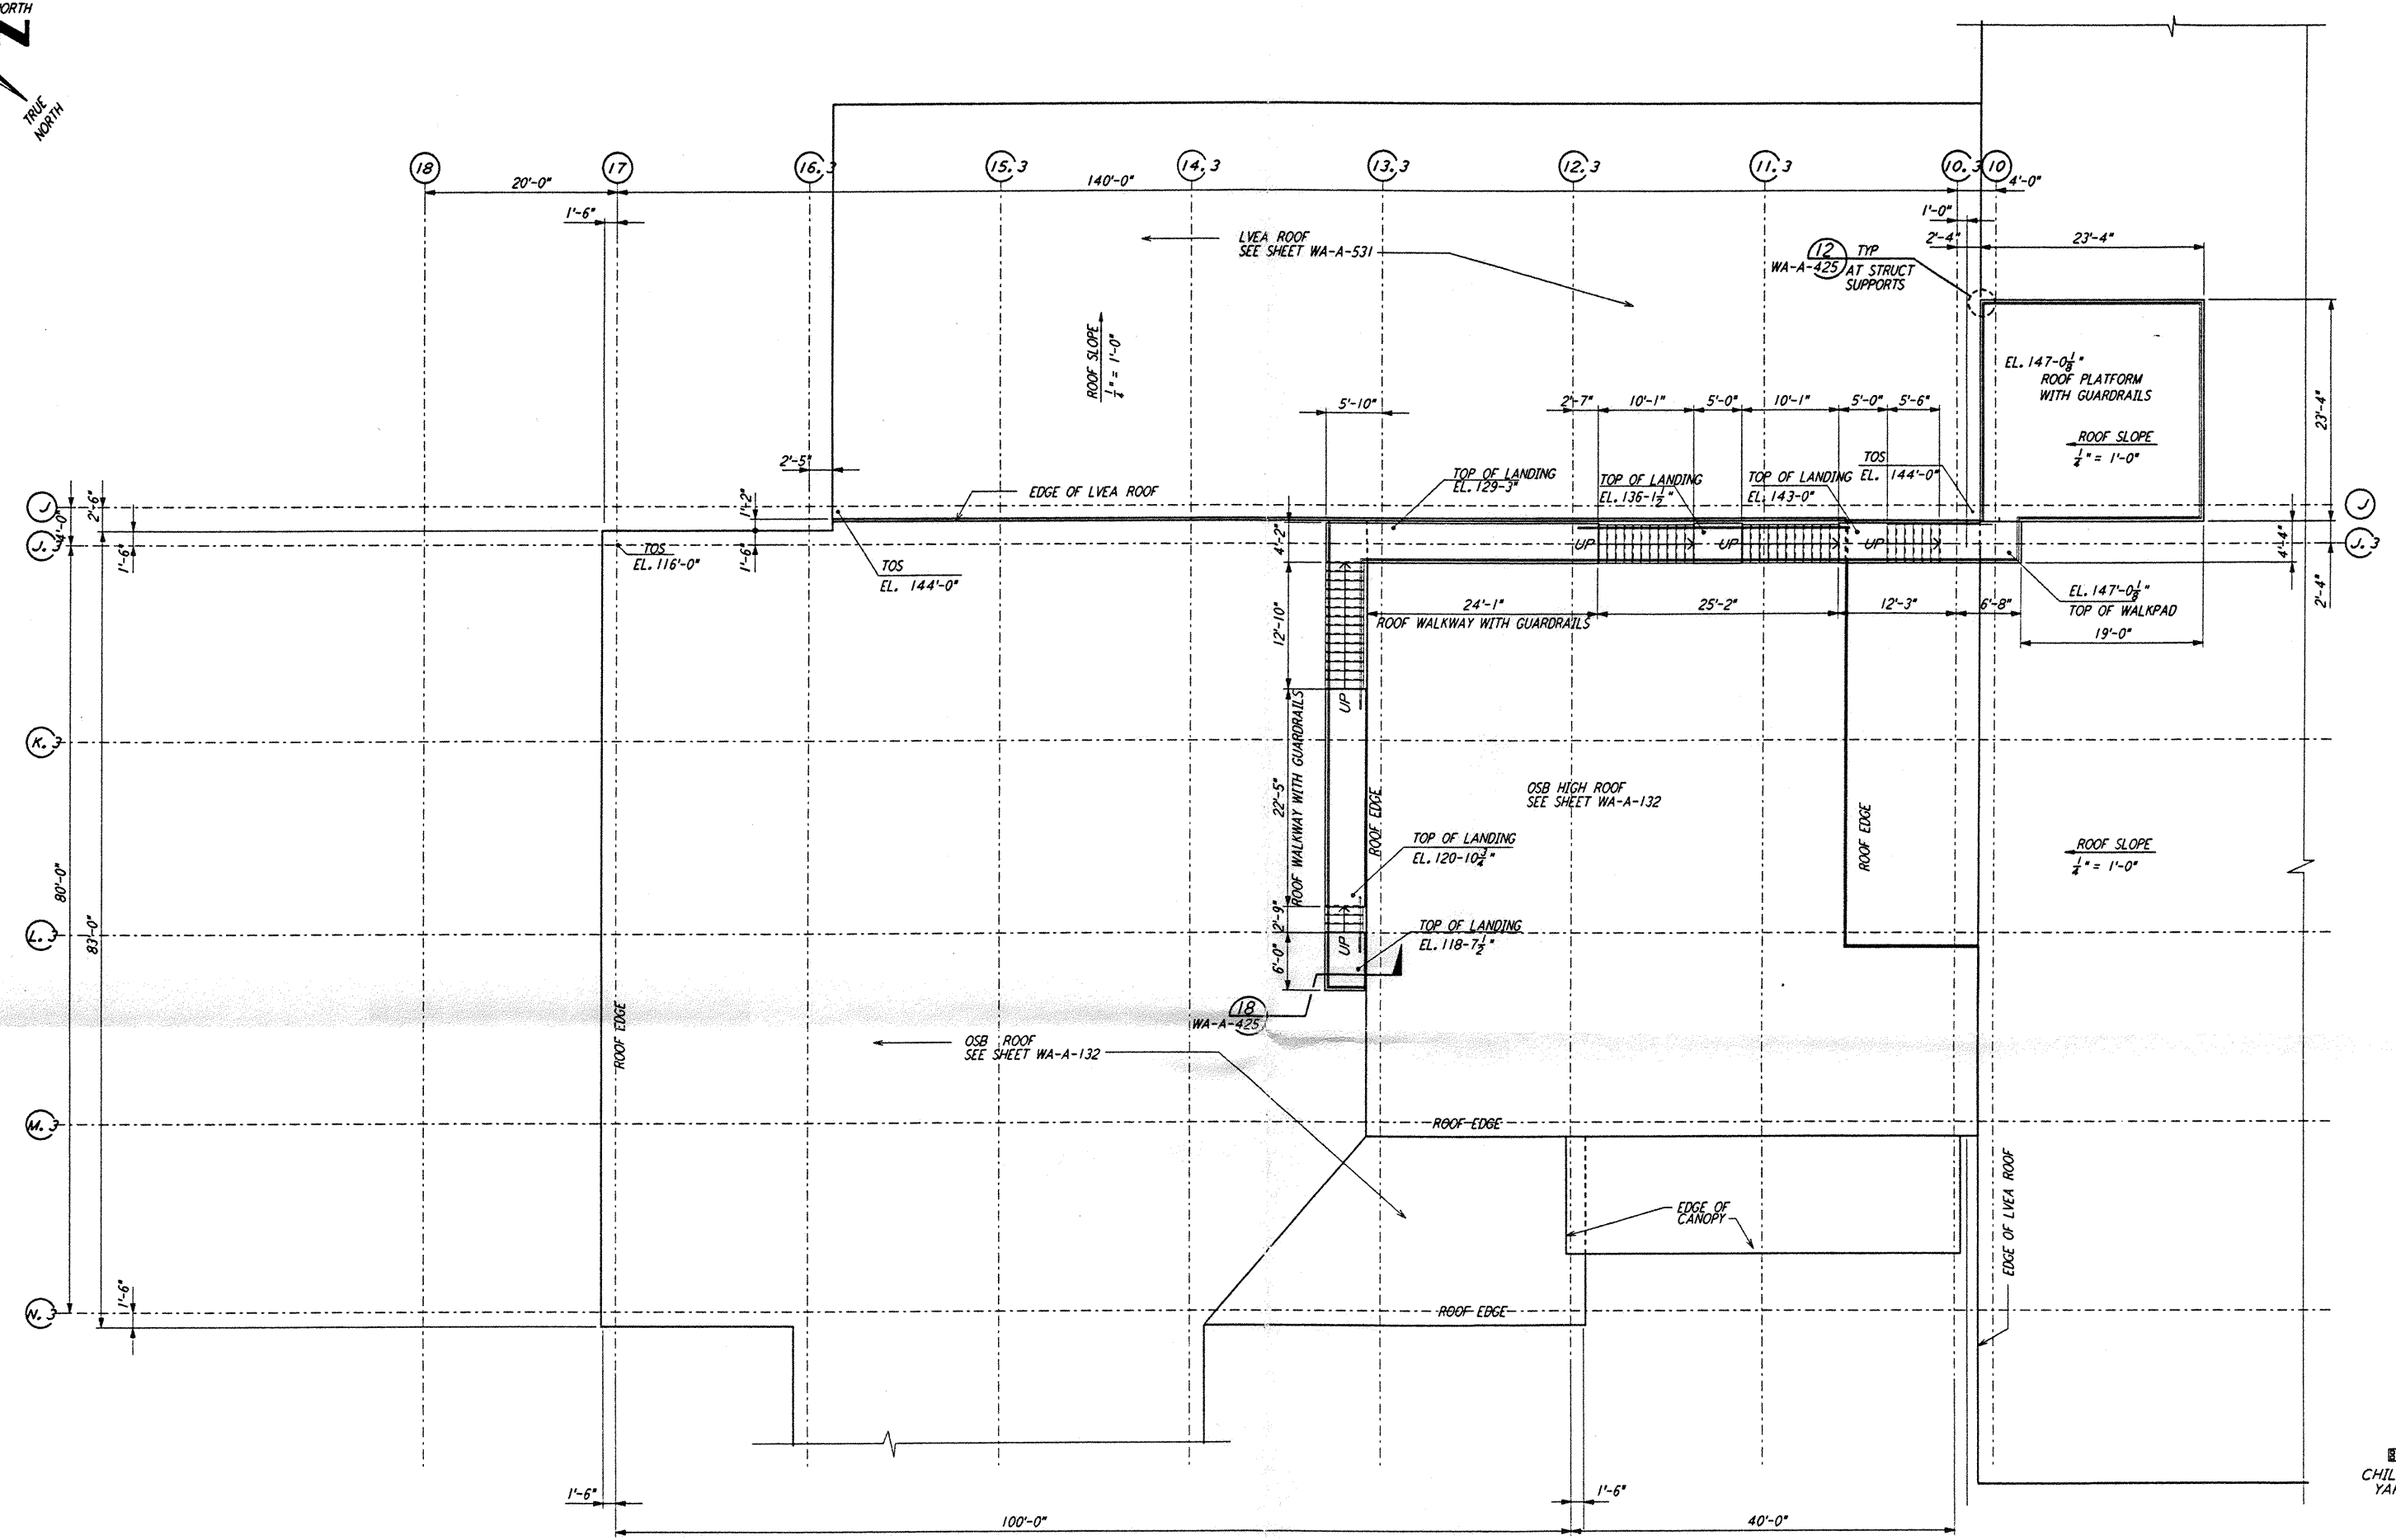 NORTH
TRUE
NORTH
18
17
16.3
15.3
14.3
13.3
12.3
11.3
10.3
10
20'-0"
140'-0"
4'-0"
1'-6"
1'-0"
2'-4"
23'-4"
LVEA ROOF
SEE SHEET WA-A-531
12
WA-A-425
TYP
AT STRUCT
SUPPORTS
ROOF SLOPE
1/4" = 1'-0"
EL. 147-0 1/8"
ROOF PLATFORM
WITH GUARDRAILS
23'-4"
ROOF SLOPE
1/4" = 1'-0"
5'-10"
2'-7"
10'-1"
5'-0"
10'-1"
5'-0"
5'-6"
2'-5"
TOP OF LANDING
EL. 129-3"
TOP OF LANDING
EL. 136-1 1/2"
TOP OF LANDING
EL. 143-0"
TOS
EL. 144'-0"
EDGE OF LVEA ROOF
J
J
J.3
J.3
4'-0"
2'-6"
1'-6"
1'-2"
1'-6"
4'-2"
4'-4"
2'-4"
TOS
EL. 116'-0"
TOS
EL. 144'-0"
UP
UP
UP
24'-1"
25'-2"
12'-3"
6'-8"
EL. 147'-0 1/8"
TOP OF WALKPAD
19'-0"
ROOF WALKWAY WITH GUARDRAILS
12'-10"
UP
K.3
ROOF WALKWAY WITH GUARDRAILS
22'-5"
ROOF EDGE
OSB HIGH ROOF
SEE SHEET WA-A-132
ROOF EDGE
TOP OF LANDING
EL. 120-10 3/4"
ROOF SLOPE
1/4" = 1'-0"
80'-0"
83'-0"
L.3
2'-9"
6'-0"
UP
TOP OF LANDING
EL. 118-7 1/2"
18
WA-A-425
ROOF EDGE
OSB ROOF
SEE SHEET WA-A-132
M.3
ROOF EDGE
EDGE OF
CANOPY
EDGE OF LVEA ROOF
1'-6"
N.3
ROOF EDGE
1'-6"
1'-6"
100'-0"
40'-0"